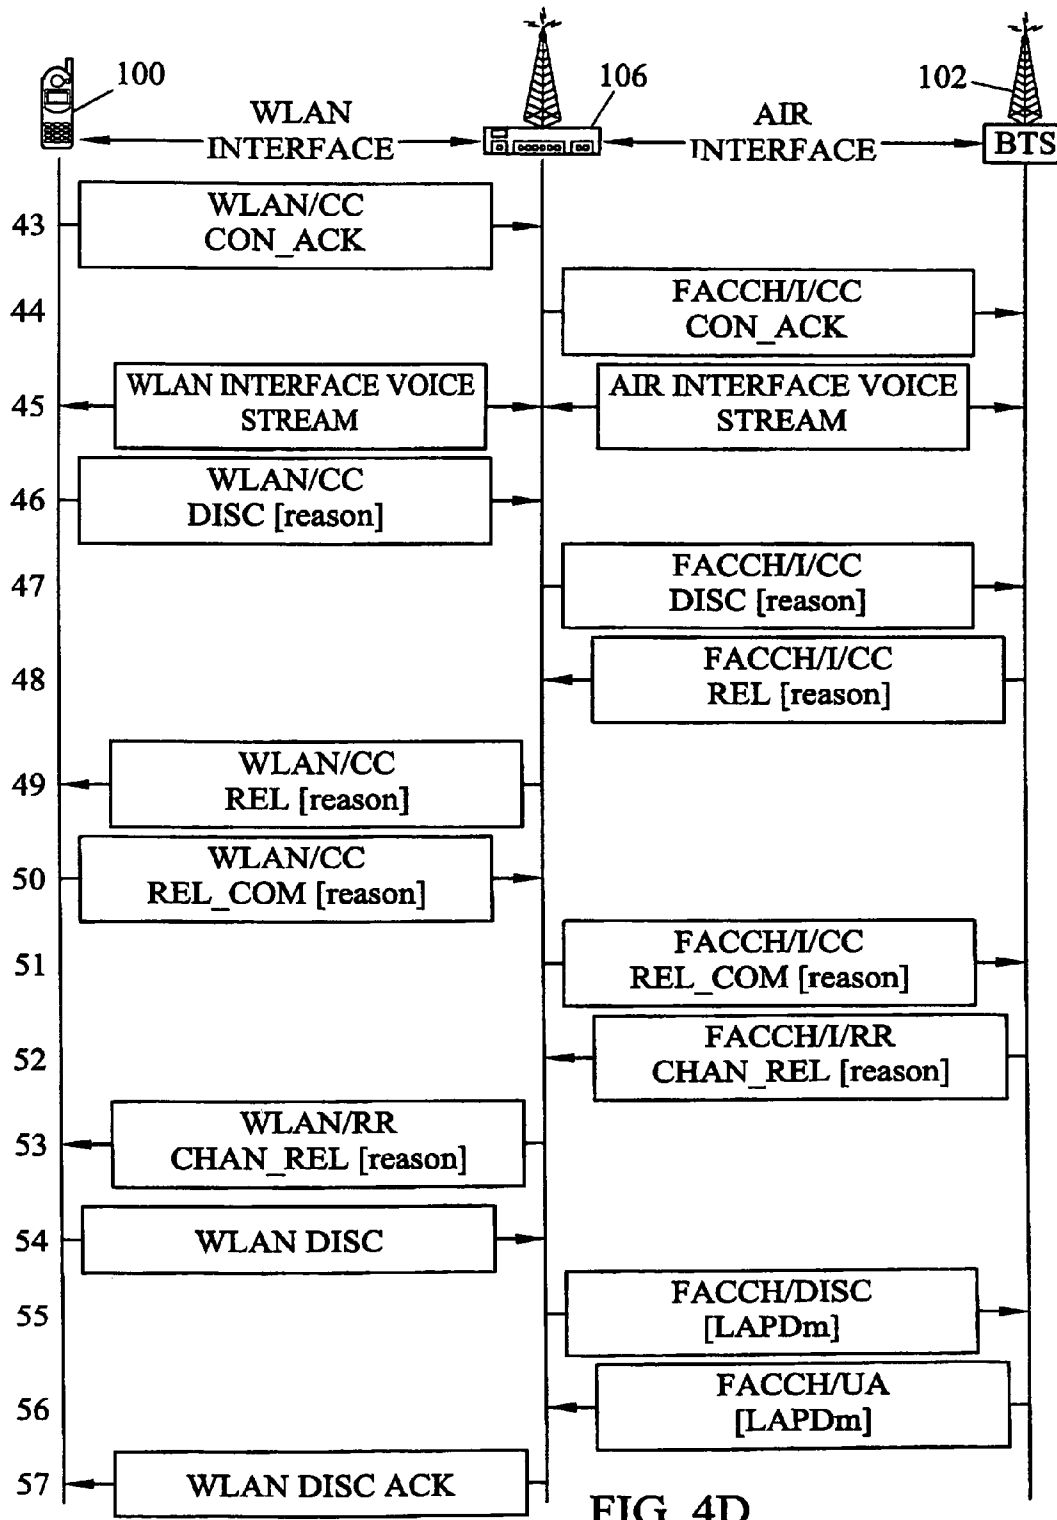 100
106
102
WLAN
INTERFACE
AIR
INTERFACE
BTS
43
WLAN/CC
CON_ACK
44
FACCH/I/CC
CON_ACK
45
WLAN INTERFACE VOICE
STREAM
AIR INTERFACE VOICE
STREAM
46
WLAN/CC
DISC [reason]
47
FACCH/I/CC
DISC [reason]
48
FACCH/I/CC
REL [reason]
49
WLAN/CC
REL [reason]
50
WLAN/CC
REL_COM [reason]
51
FACCH/I/CC
REL_COM [reason]
52
FACCH/I/RR
CHAN_REL [reason]
53
WLAN/RR
CHAN_REL [reason]
54
WLAN DISC
55
FACCH/DISC
[LAPDm]
56
FACCH/UA
[LAPDm]
57
WLAN DISC ACK
FIG. 4D